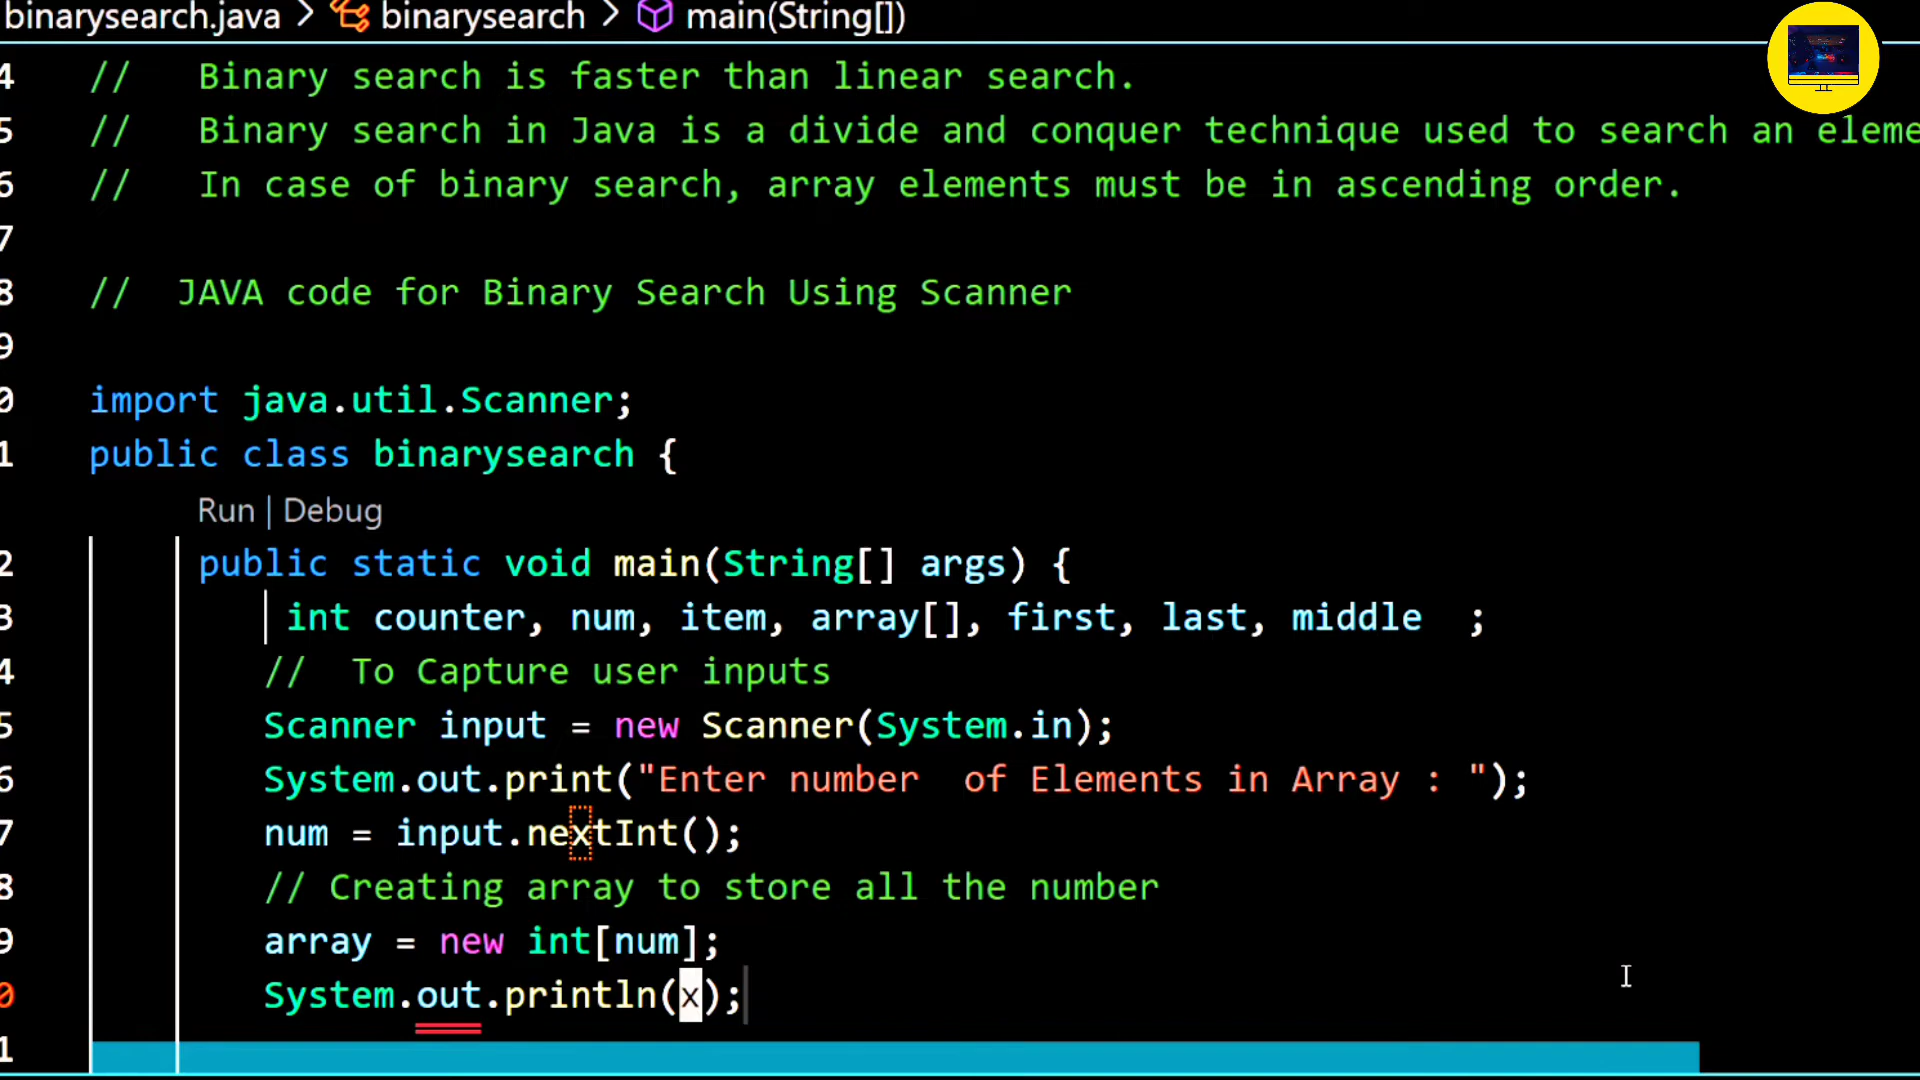 binarysearch.java > binarysearch > main(String[])
4 // Binary search is faster than linear search.
5 // Binary search in Java is a divide and conquer technique used to search an eleme
6 // In case of binary search, array elements must be in ascending order.
7
8 // JAVA code for Binary Search Using Scanner
9
0 import java.util.Scanner;
1 public class binarysearch {
Run | Debug
2 public static void main(String[] args) {
3 int counter, num, item, array[], first, last, middle  ;
4 //  To Capture user inputs
5 Scanner input = new Scanner(System.in);
6 System.out.print("Enter number  of Elements in Array : ");
7 num = input.nextInt();
8 // Creating array to store all the number
9 array = new int[num];
0 System.out.println(x);
1